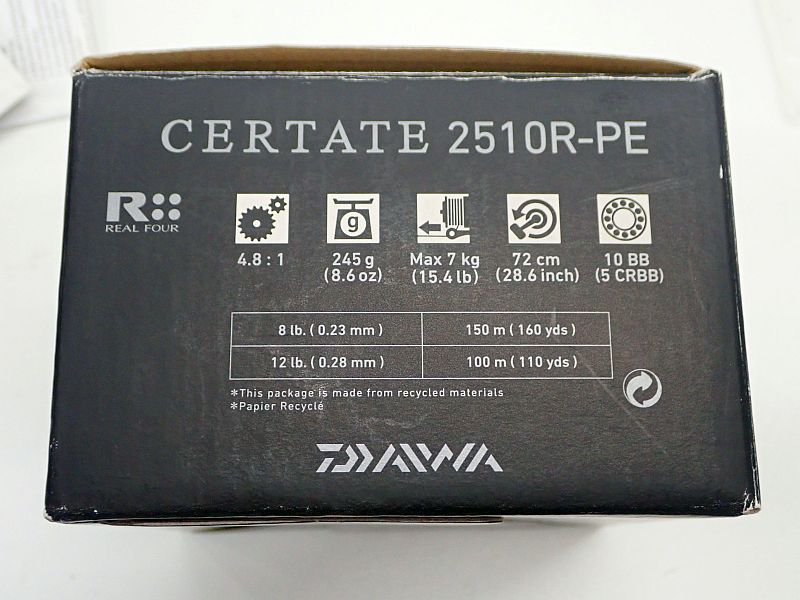 CERTATE 2510R-PE
R
REAL FOUR
4.8 : 1
g
245 g
(8.6 oz)
Max 7 kg
(15.4 lb)
72 cm
(28.6 inch)
10 BB
(5 CRBB)
8 lb. ( 0.23 mm ) 150 m ( 160 yds )
12 lb. ( 0.28 mm ) 100 m ( 110 yds )
*This package is made from recycled materials
*Papier Recyclé
DAIWA